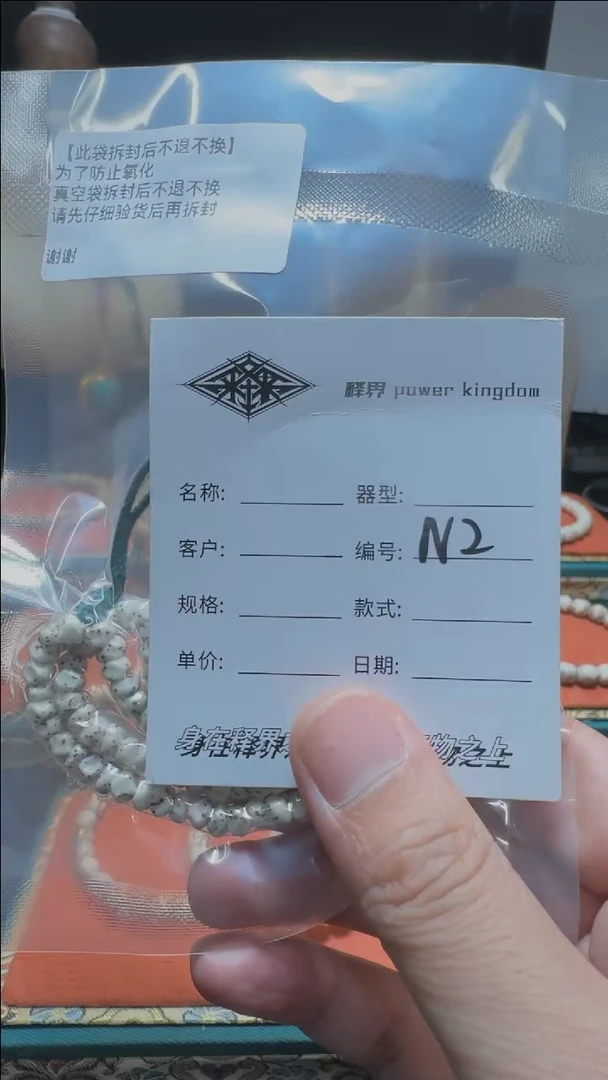 【此袋拆封后不退不换】
为了防止氧化
真空袋拆封后不退不换
请先仔细验货后再拆封
谢谢
释界 power kingdom
名称: 器型:
客户: 编号: N2
规格: 款式:
单价: 日期:
身在释界 物之上